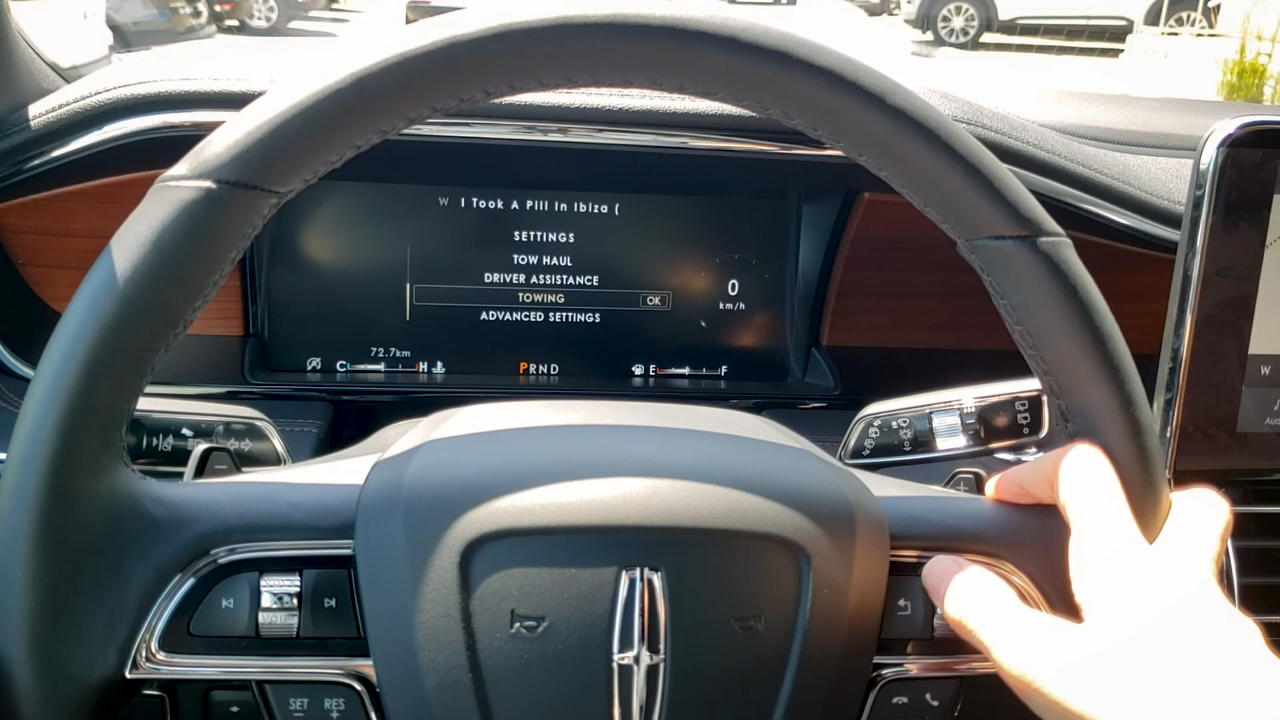 W I Took A Pill In Ibiza (
SETTINGS
TOW HAUL
DRIVER ASSISTANCE
TOWING OK
ADVANCED SETTINGS
0
km/h
72.7km
C H
PRND
E F
VOL
SET RES
- +
W